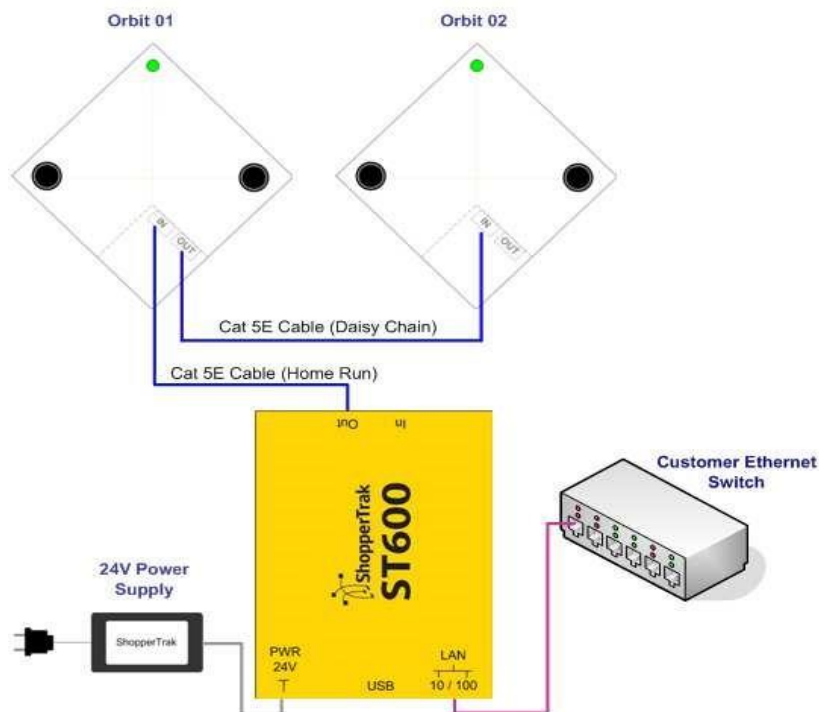 Orbit 01
Orbit 02
IN
OUT
IN
OUT
Cat 5E Cable (Daisy Chain)
Cat 5E Cable (Home Run)
Out
In
ShopperTrak
ST600
Customer Ethernet
Switch
24V Power
Supply
ShopperTrak
PWR
24V
USB
LAN
10 / 100